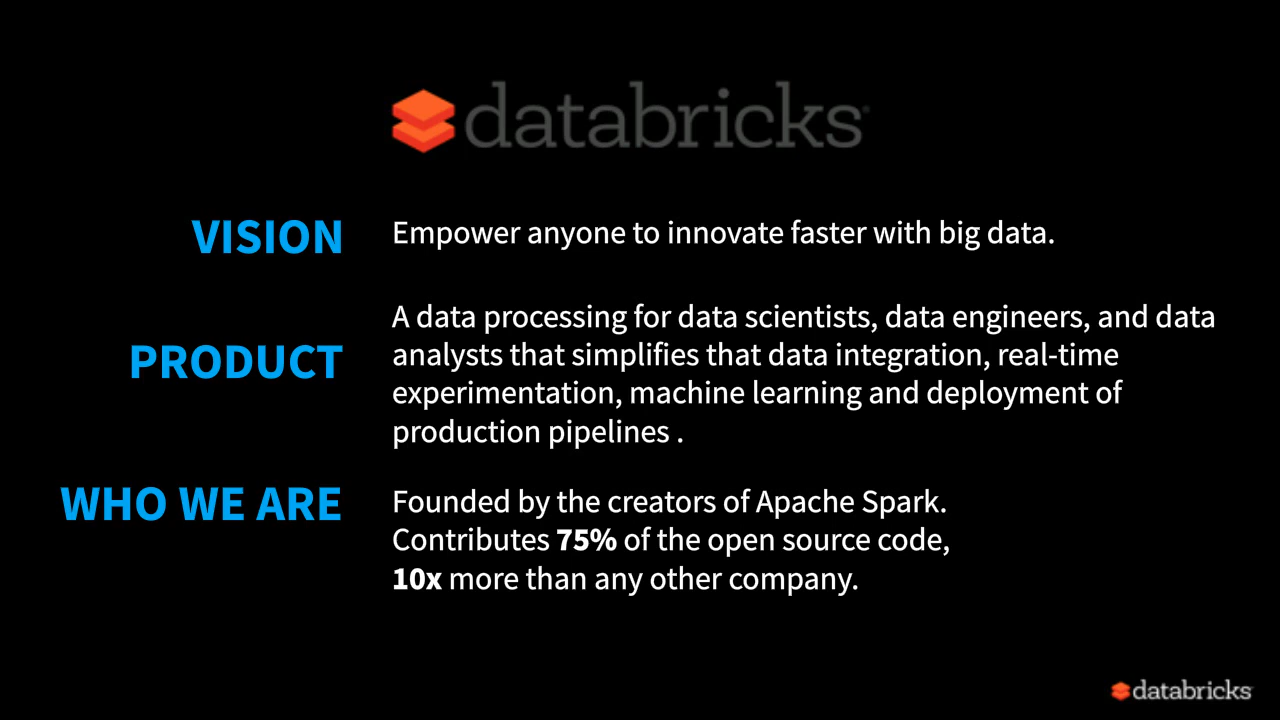 databricks
VISION
Empower anyone to innovate faster with big data.
PRODUCT
A data processing for data scientists, data engineers, and data
analysts that simplifies that data integration, real-time
experimentation, machine learning and deployment of
production pipelines .
WHO WE ARE
Founded by the creators of Apache Spark.
Contributes 75% of the open source code,
10x more than any other company.
databricks